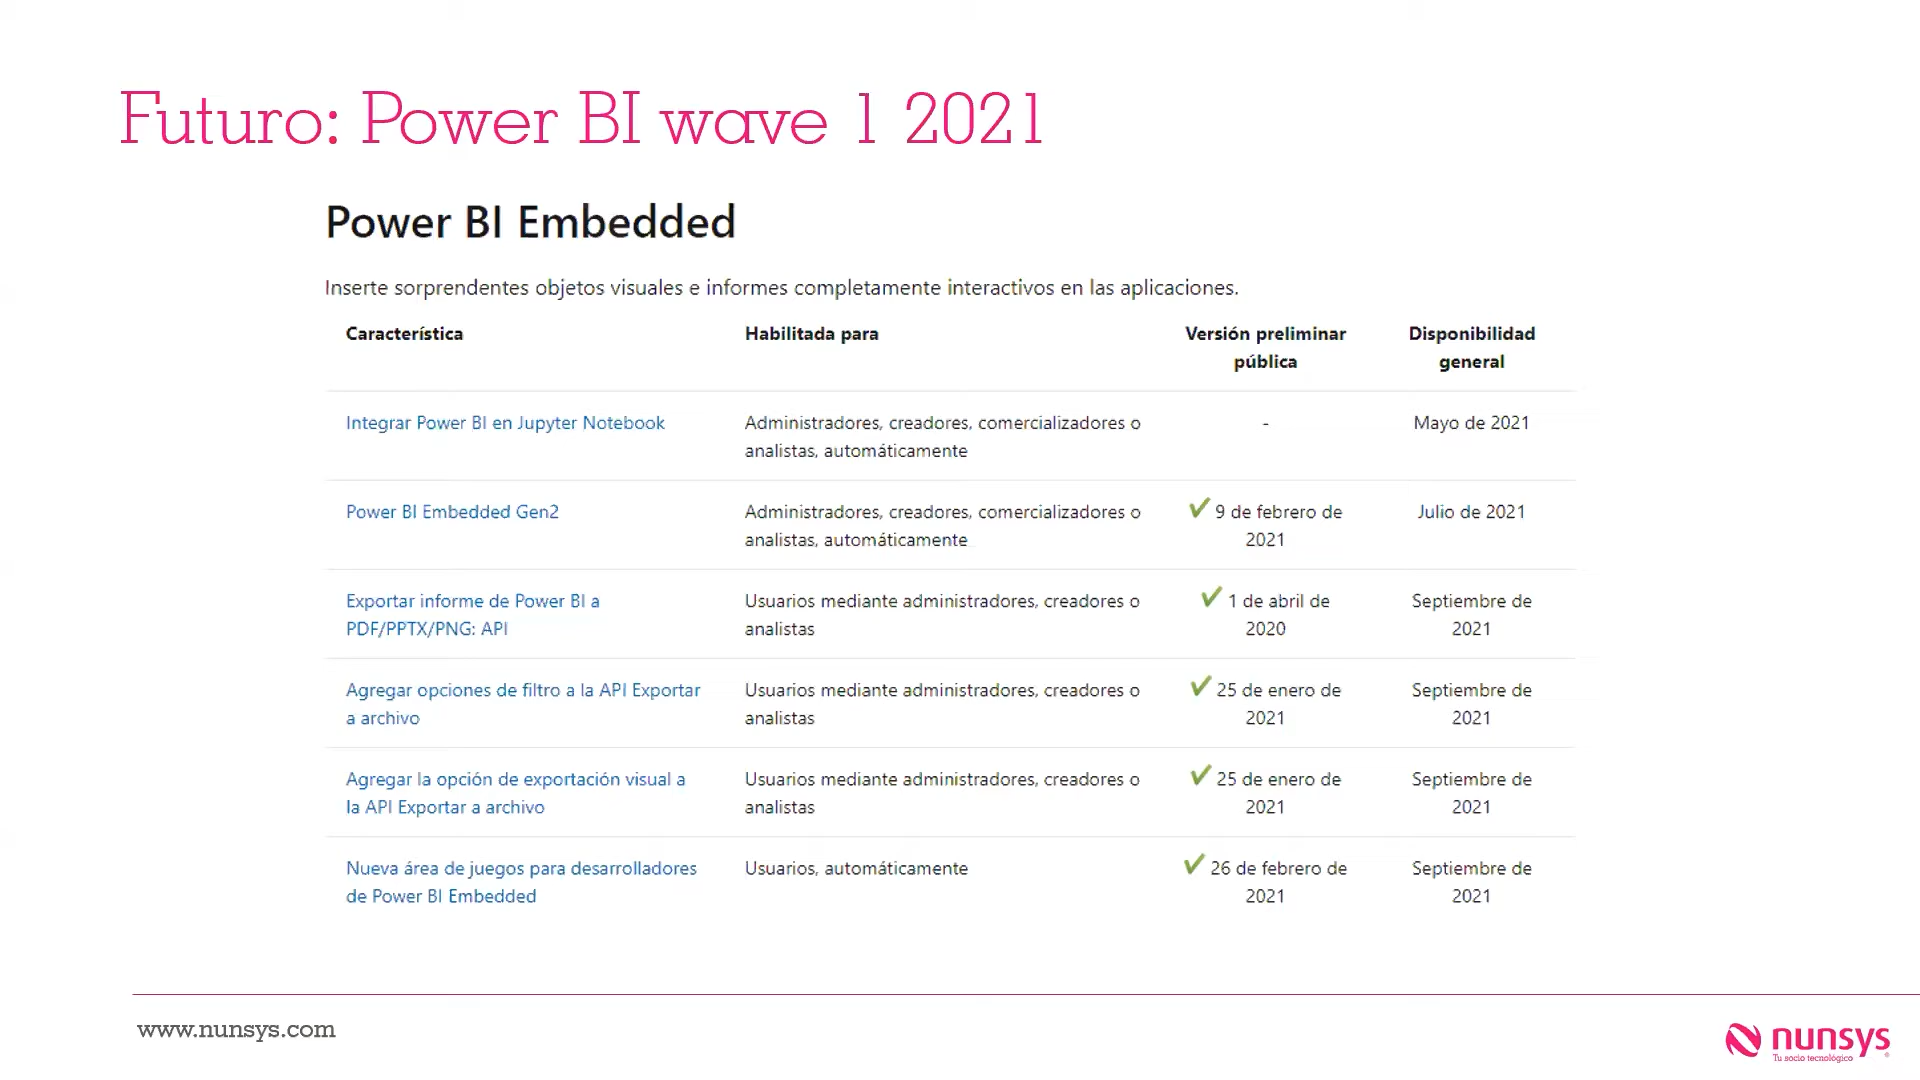 Futuro: Power BI wave 1 2021
Power BI Embedded
Inserte sorprendentes objetos visuales e informes completamente interactivos en las aplicaciones.
Característica Habilitada para Versión preliminar pública Disponibilidad general
Integrar Power BI en Jupyter Notebook Administradores, creadores, comercializadores o analistas, automáticamente - Mayo de 2021
Power BI Embedded Gen2 Administradores, creadores, comercializadores o analistas, automáticamente ✔ 9 de febrero de 2021 Julio de 2021
Exportar informe de Power BI a PDF/PPTX/PNG: API Usuarios mediante administradores, creadores o analistas ✔ 1 de abril de 2020 Septiembre de 2021
Agregar opciones de filtro a la API Exportar a archivo Usuarios mediante administradores, creadores o analistas ✔ 25 de enero de 2021 Septiembre de 2021
Agregar la opción de exportación visual a la API Exportar a archivo Usuarios mediante administradores, creadores o analistas ✔ 25 de enero de 2021 Septiembre de 2021
Nueva área de juegos para desarrolladores de Power BI Embedded Usuarios, automáticamente ✔ 26 de febrero de 2021 Septiembre de 2021
www.nunsys.com
nunsys
Tu socio tecnológico